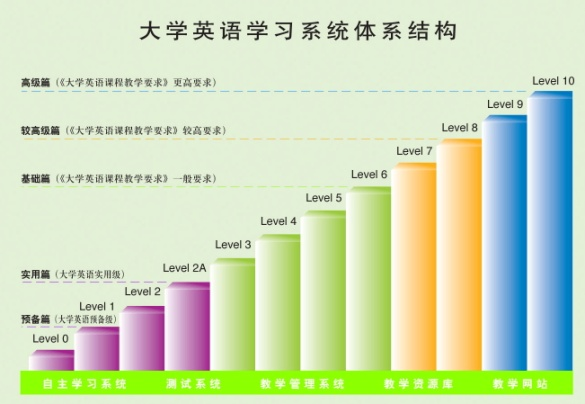 大学英语学习系统体系结构
Level 10
高级篇（《大学英语课程教学要求》更高要求）
Level 9
较高级篇（《大学英语课程教学要求》较高要求）
Level 8
Level 7
基础篇（《大学英语课程教学要求》一般要求）
Level 6
Level 5
Level 4
Level 3
实用篇（大学英语实用级）
Level 2A
Level 2
Level 1
预备篇（大学英语预备级）
Level 0
自主学习系统 测试系统 教学管理系统 教学资源库 教学网站